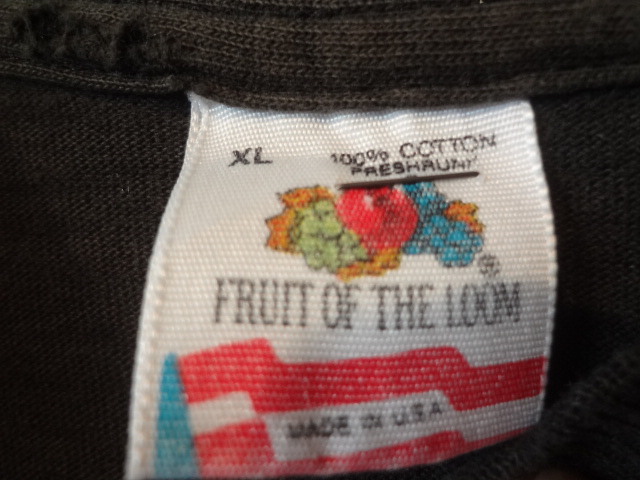 XL
100% COTTON
PRESHRUNK
®
FRUIT OF THE LOOM
MADE IN U.S.A